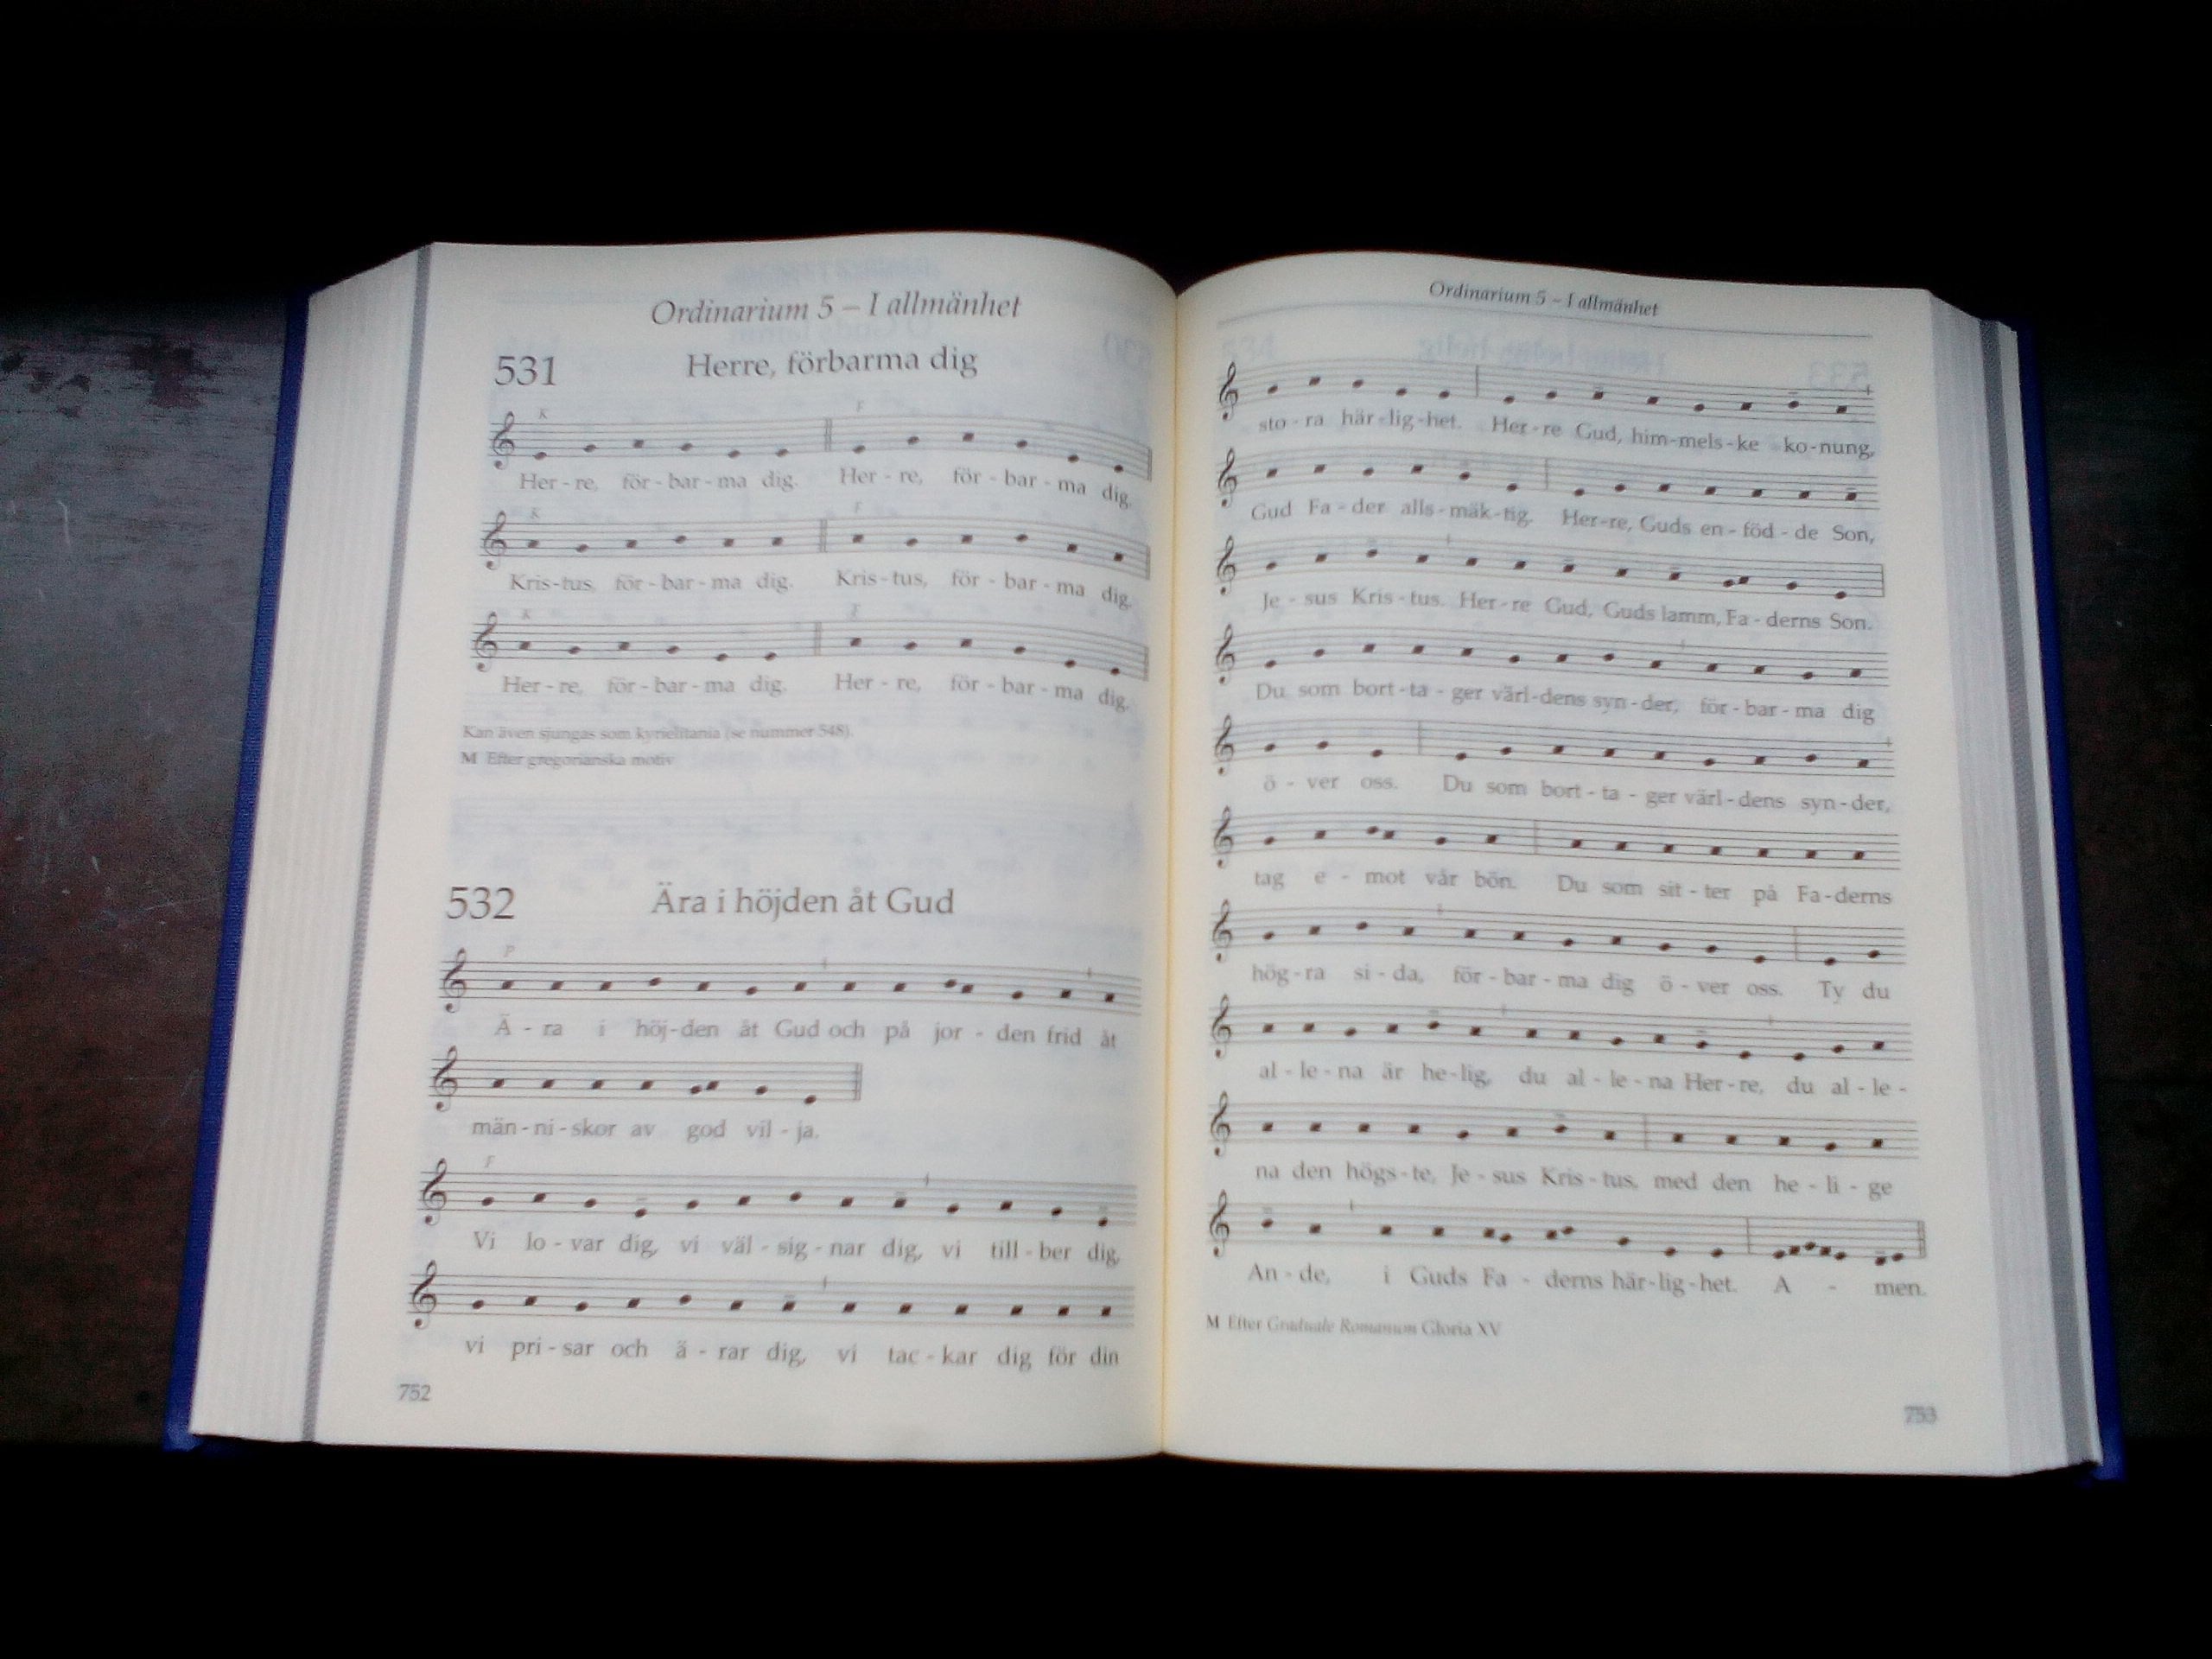 Ordinarium 5 – I allmänhet
531 Herre, förbarma dig
K F
Her - re, för - bar - ma dig. Her - re, för - bar - ma dig.
K F
Kris - tus, för - bar - ma dig. Kris - tus, för - bar - ma dig.
K F
Her - re, för - bar - ma dig. Her - re, för - bar - ma dig.
Kan även sjungas som kyrielitania (se nummer 548).
M Efter gregorianska motiv
532 Ära i höjden åt Gud
P
Ä - ra i höj - den åt Gud och på jor - den frid åt
män - ni - skor av god vil - ja.
F
Vi lo - var dig, vi väl - sig - nar dig, vi till - ber dig,
vi pri - sar och ä - rar dig, vi tac - kar dig för din
752
Ordinarium 5 – I allmänhet
sto - ra här - lig - het. Her - re Gud, him - mels - ke ko - nung,
Gud Fa - der alls - mäk - tig. Her - re, Guds en - föd - de Son,
Je - sus Kris - tus. Her - re Gud, Guds lamm, Fa - derns Son.
Du som bort - ta - ger värl - dens syn - der, för - bar - ma dig
ö - ver oss. Du som bort - ta - ger värl - dens syn - der,
tag e - mot vår bön. Du som sit - ter på Fa - derns
hög - ra si - da, för - bar - ma dig ö - ver oss. Ty du
al - le - na är he - lig, du al - le - na Her - re, du al - le -
na den högs - te, Je - sus Kris - tus, med den he - li - ge
An - de, i Guds Fa - derns här - lig - het. A - men.
M Efter Graduale Romanum Gloria XV
753